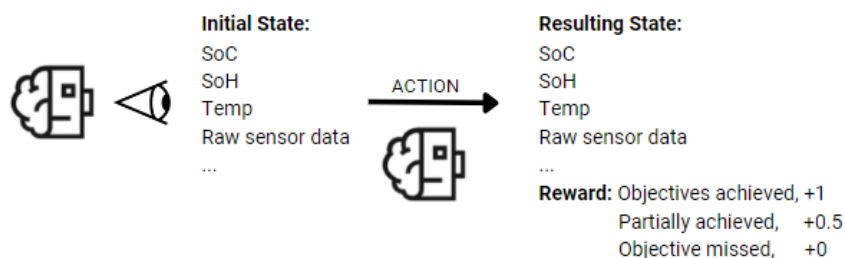 Initial State:
SoC
SoH
Temp
Raw sensor data
...
ACTION
Resulting State:
SoC
SoH
Temp
Raw sensor data
...
Reward: Objectives achieved, +1
Partially achieved, +0.5
Objective missed, +0